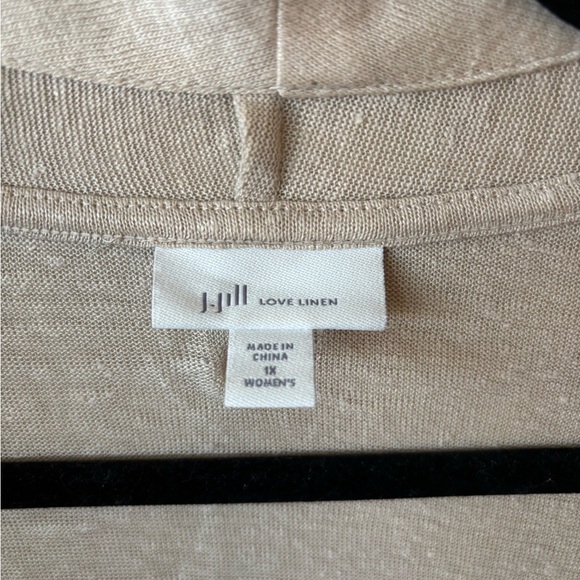 J.Jill LOVE LINEN
MADE IN
CHINA
1X
WOMEN'S